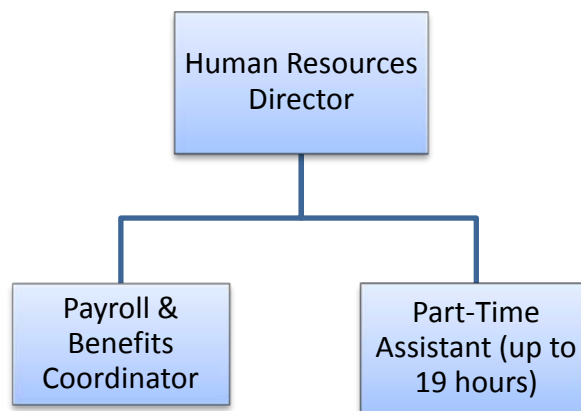 Human Resources
Director
Payroll &
Benefits
Coordinator
Part-Time
Assistant (up to
19 hours)